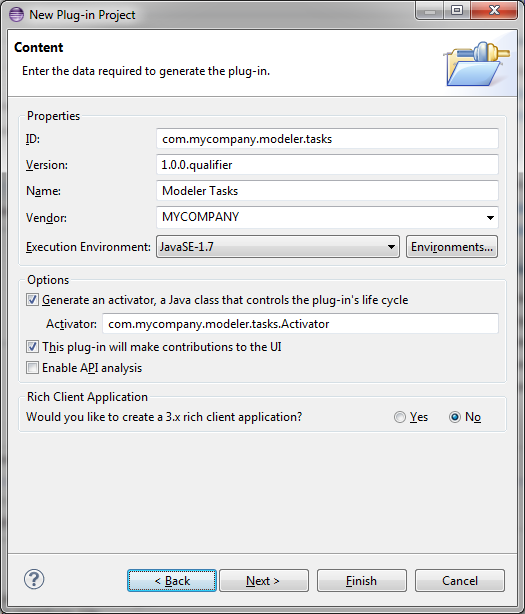 New Plug-in Project
Content
Enter the data required to generate the plug-in.
Properties
ID: com.mycompany.modeler.tasks
Version: 1.0.0.qualifier
Name: Modeler Tasks
Vendor: MYCOMPANY
Execution Environment: JavaSE-1.7 Environments...
Options
Generate an activator, a Java class that controls the plug-in's life cycle
Activator: com.mycompany.modeler.tasks.Activator
This plug-in will make contributions to the UI
Enable API analysis
Rich Client Application
Would you like to create a 3.x rich client application? Yes No
? < Back Next > Finish Cancel